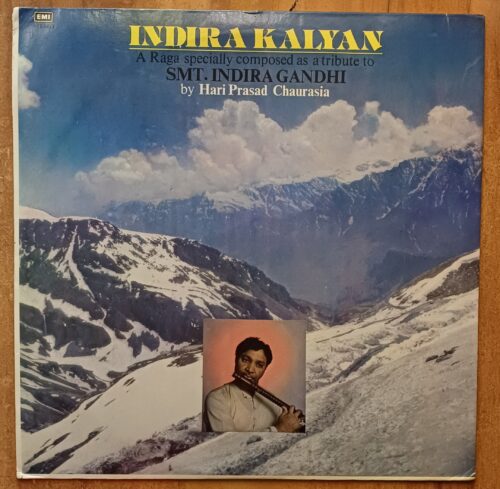 EMI
INDIRA KALYAN
A Raga specially composed as a tribute to
SMT. INDIRA GANDHI
by Hari Prasad Chaurasia